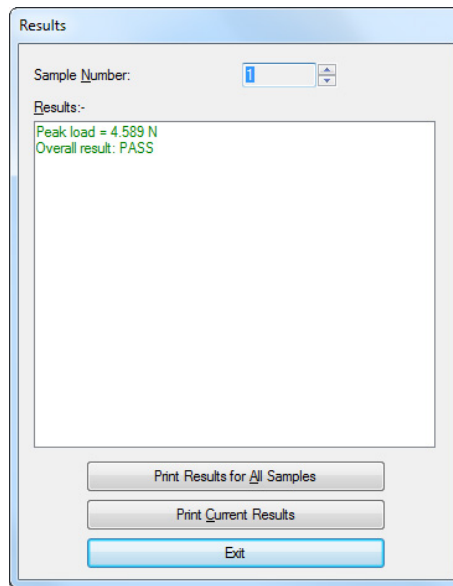 Results
Sample Number: 1
Results:-
Peak load = 4.589 N
Overall result: PASS
Print Results for All Samples
Print Current Results
Exit